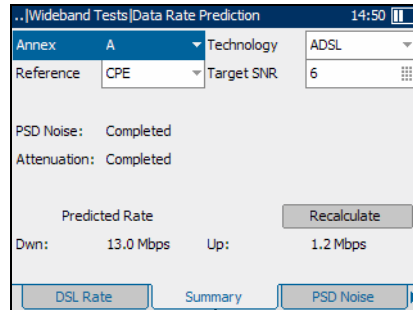 ..|Wideband Tests|Data Rate Prediction 14:50
Annex A Technology ADSL
Reference CPE Target SNR 6
PSD Noise: Completed
Attenuation: Completed
Predicted Rate Recalculate
Dwn: 13.0 Mbps Up: 1.2 Mbps
DSL Rate Summary PSD Noise